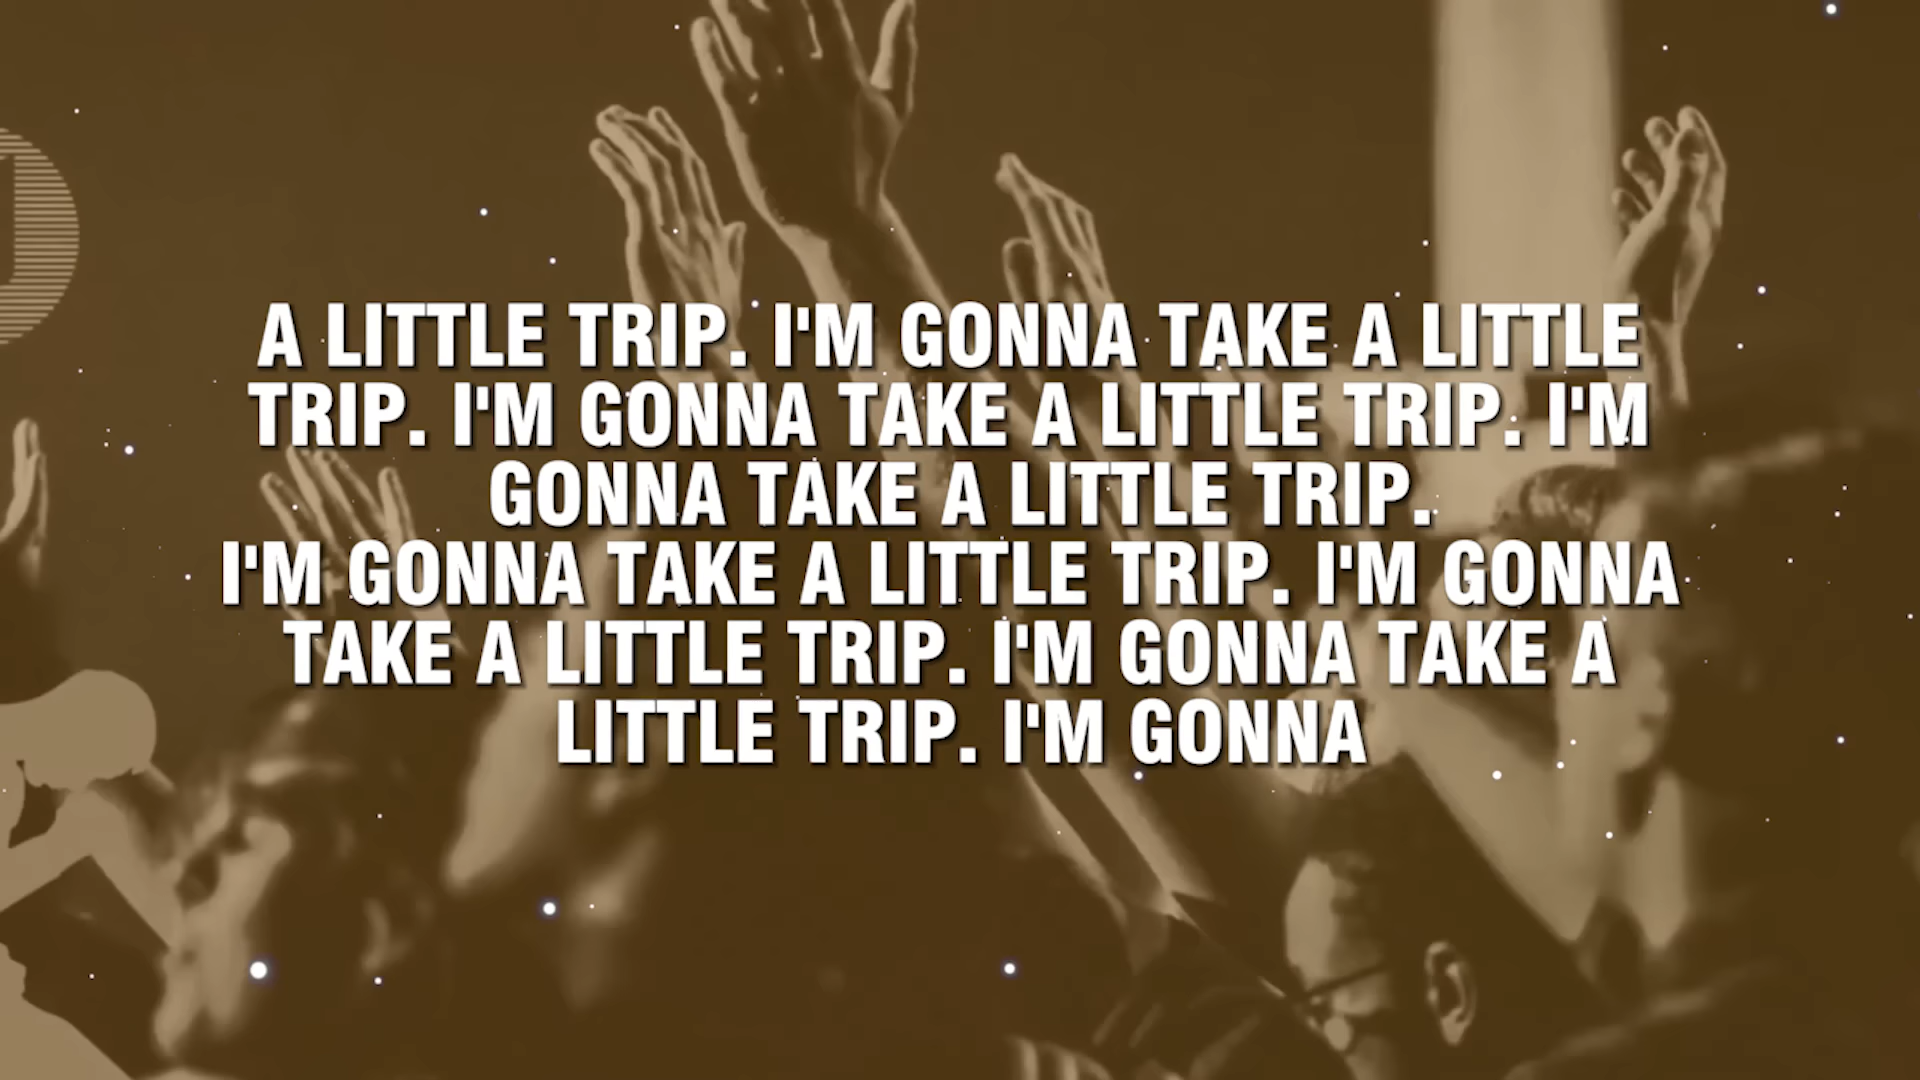 A LITTLE TRIP. I'M GONNA TAKE A LITTLE
TRIP. I'M GONNA TAKE A LITTLE TRIP. I'M
GONNA TAKE A LITTLE TRIP.
I'M GONNA TAKE A LITTLE TRIP. I'M GONNA
TAKE A LITTLE TRIP. I'M GONNA TAKE A
LITTLE TRIP. I'M GONNA